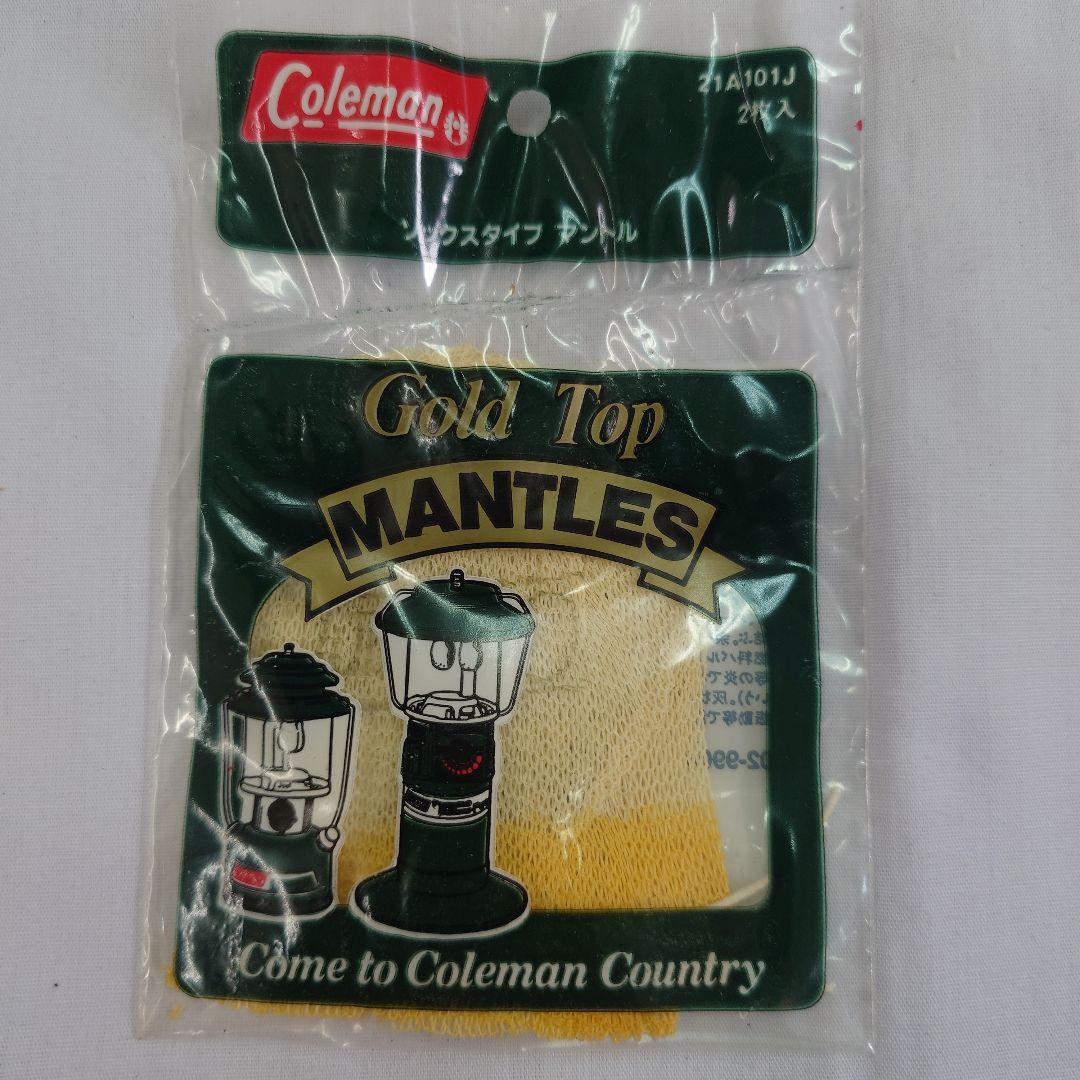 Coleman
21A101J
2枚入
ソックスタイプ マントル
Gold Top
MANTLES
Come to Coleman Country